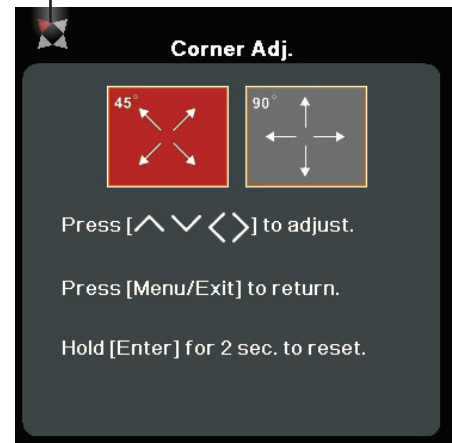 Corner Adj.
45° 90°
Press [∧ ∨ < >] to adjust.
Press [Menu/Exit] to return.
Hold [Enter] for 2 sec. to reset.